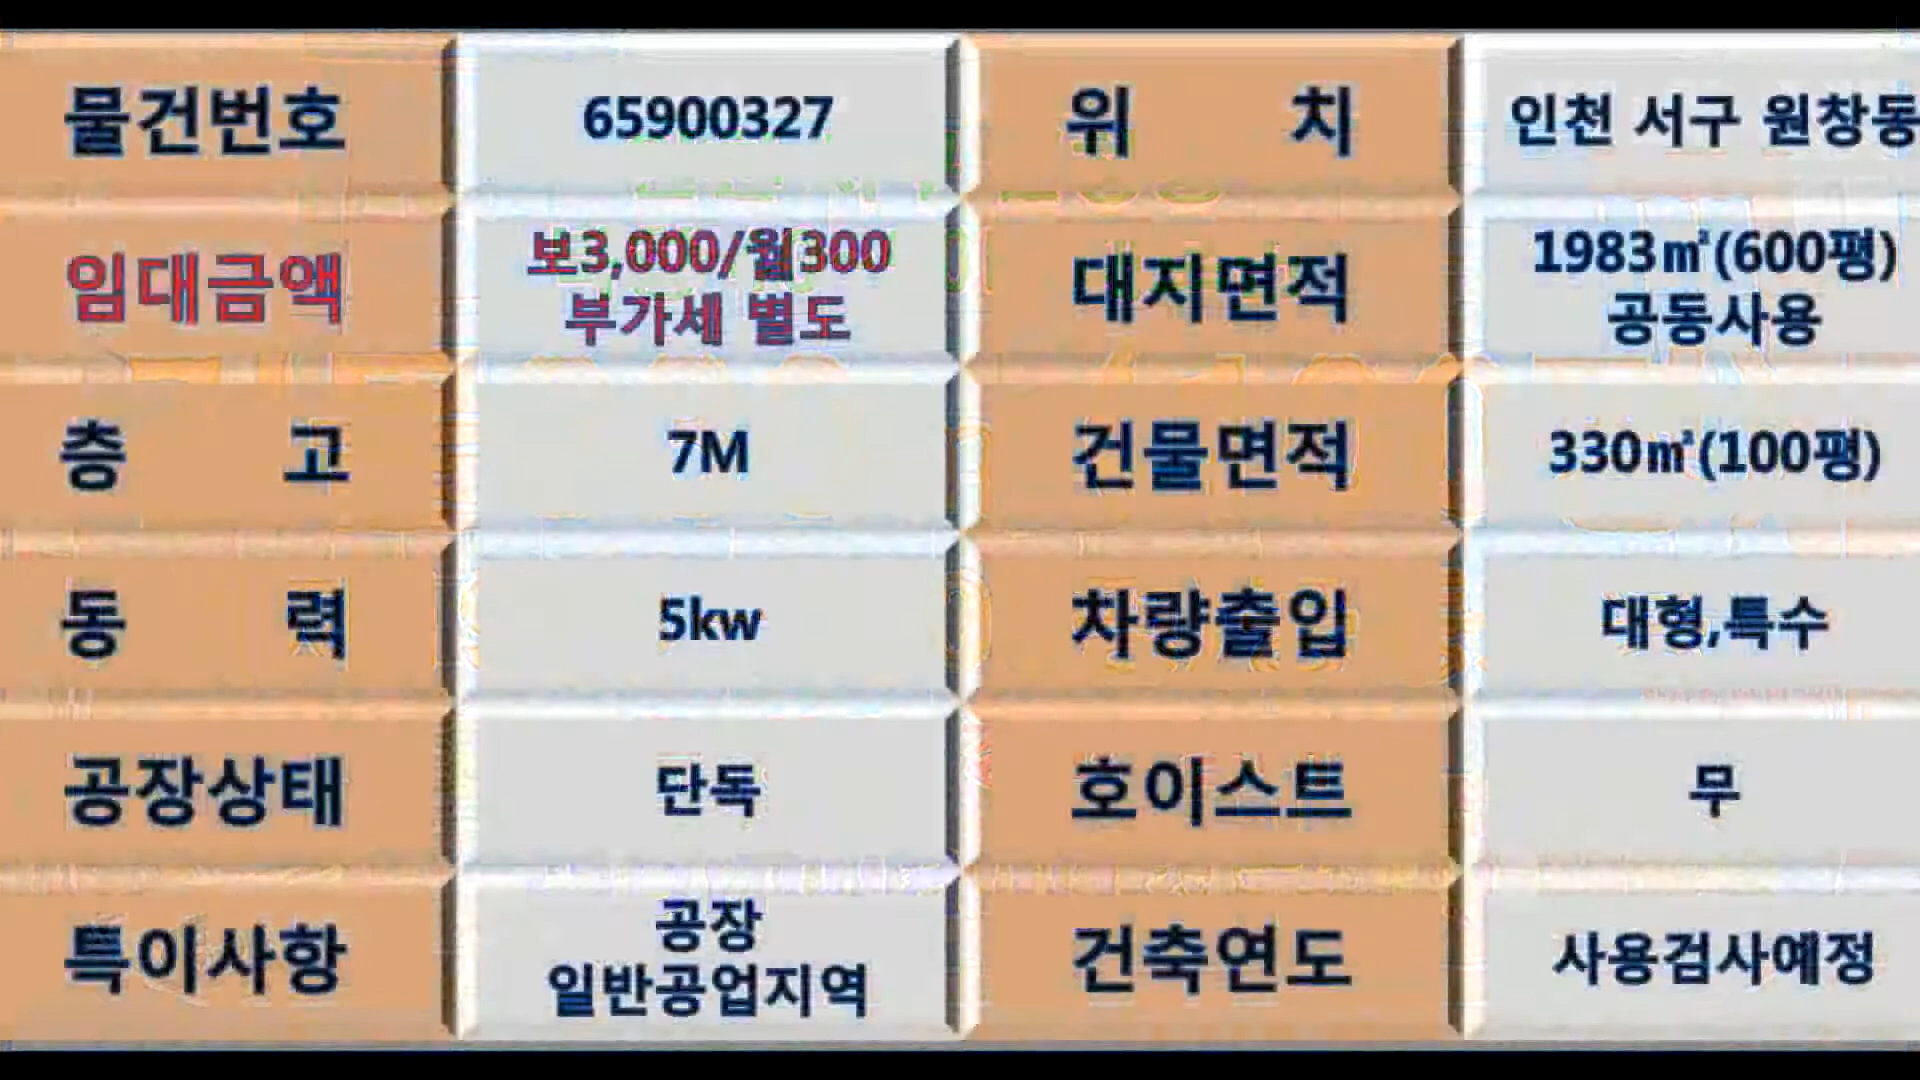 물건번호 65900327 위 치 인천 서구 원창동
임대금액 보3,000/월300 부가세 별도 대지면적 1983㎡(600평) 공동사용
층 고 7M 건물면적 330㎡(100평)
동 력 5kw 차량출입 대형,특수
공장상태 단독 호이스트 무
특이사항 공장 일반공업지역 건축연도 사용검사예정